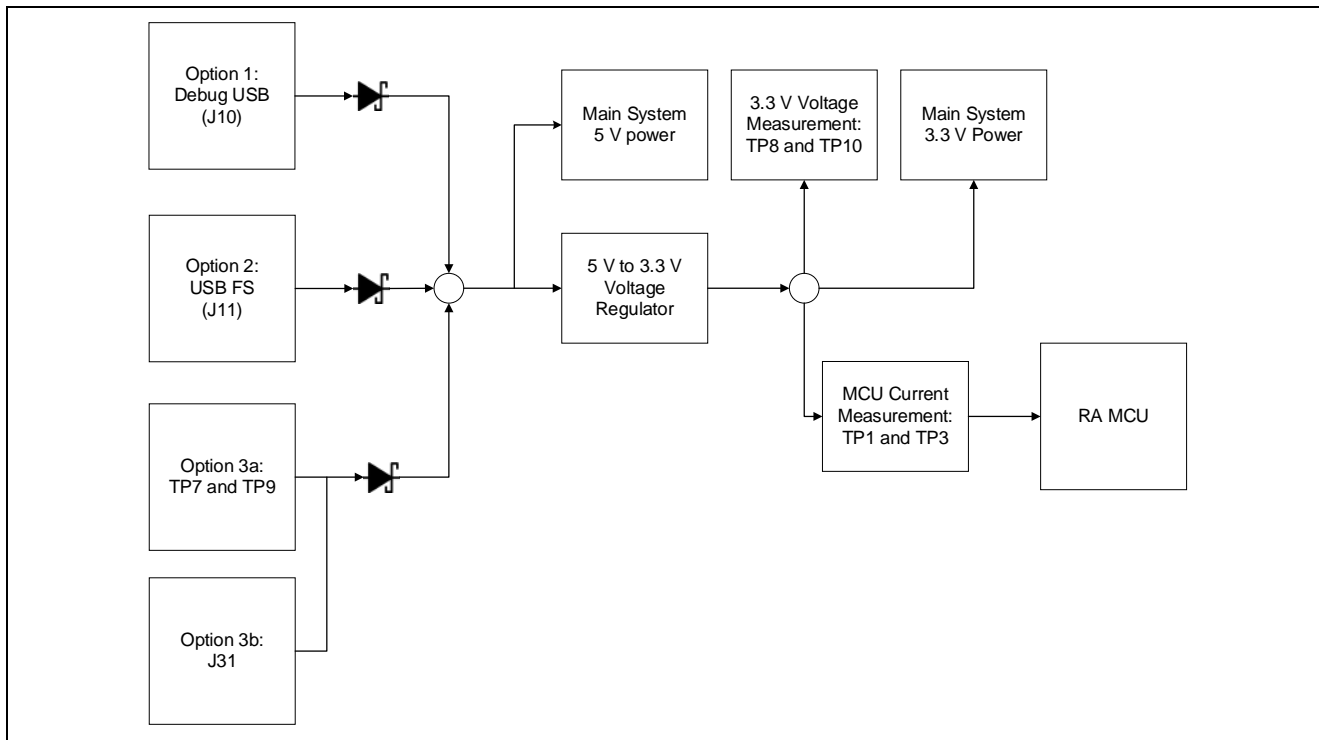 Option 1:
Debug USB
(J10)
Option 2:
USB FS
(J11)
Option 3a:
TP7 and TP9
Option 3b:
J31
Main System
5 V power
5 V to 3.3 V
Voltage
Regulator
3.3 V Voltage
Measurement:
TP8 and TP10
Main System
3.3 V Power
MCU Current
Measurement:
TP1 and TP3
RA MCU